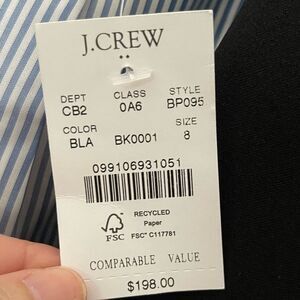 J.CREW
DEPT CLASS STYLE
CB2 0A6 BP095
COLOR SIZE
BLA BK0001 8
099106931051
RECYCLED
Paper
FSC FSC® C117781
COMPARABLE VALUE
$198.00